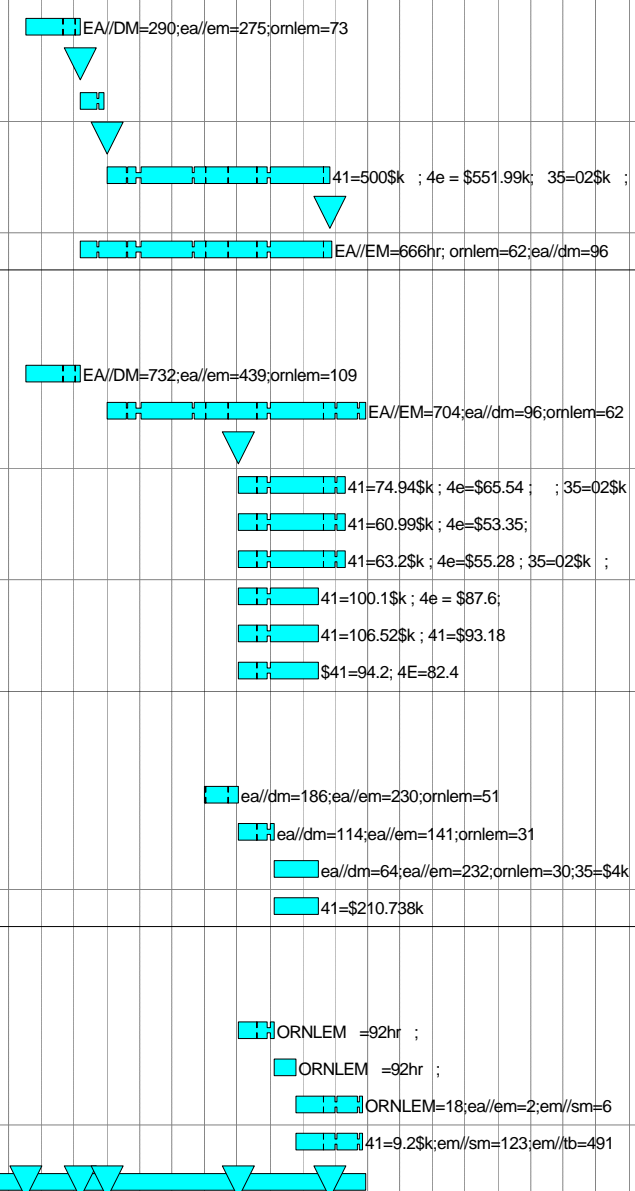 EA//DM=290;ea//em=275;ornlem=73
41=500$k ; 4e = $551.99k; 35=02$k ;
EA//EM=666hr; ornlem=62;ea//dm=96
EA//DM=732;ea//em=439;ornlem=109
EA//EM=704;ea//dm=96;ornlem=62
41=74.94$k ; 4e=$65.54 ; ; 35=02$k
41=60.99$k ; 4e=$53.35;
41=63.2$k ; 4e=$55.28 ; 35=02$k ;
41=100.1$k ; 4e = $87.6;
41=106.52$k ; 41=$93.18
$41=94.2; 4E=82.4
ea//dm=186;ea//em=230;ornlem=51
ea//dm=114;ea//em=141;ornlem=31
ea//dm=64;ea//em=232;ornlem=30;35=$4k
41=$210.738k
ORNLEM =92hr ;
ORNLEM =92hr ;
ORNLEM=18;ea//em=2;em//sm=6
41=9.2$k;em//sm=123;em//tb=491